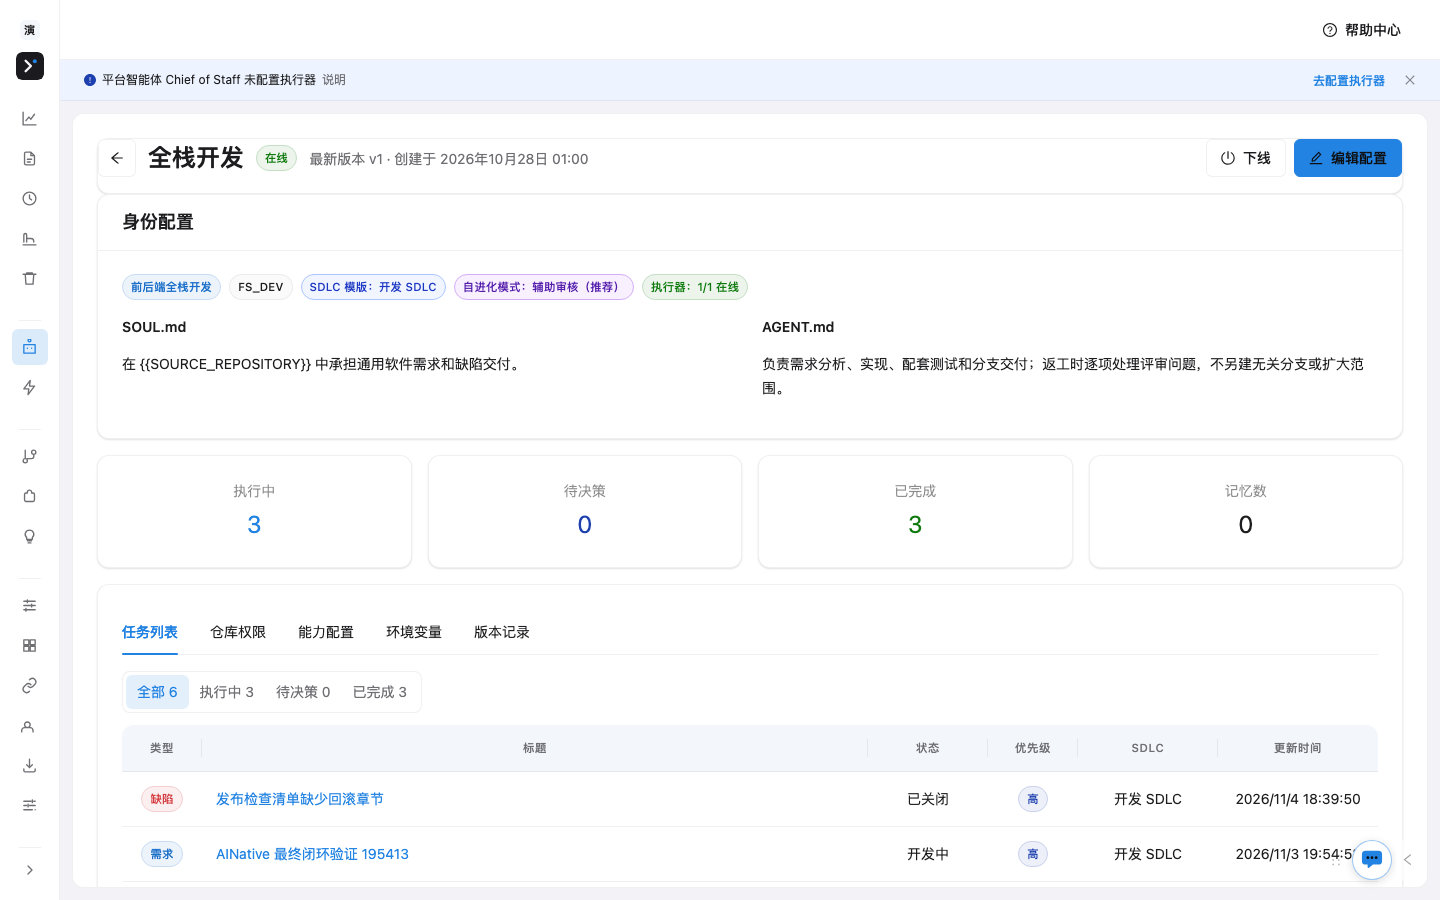 演
帮助中心
平台智能体 Chief of Staff 未配置执行器 说明
去配置执行器
全栈开发
在线
最新版本 v1 · 创建于 2026年10月28日 01:00
下线
编辑配置
身份配置
前后端全栈开发
FS_DEV
SDLC 模版：开发 SDLC
自进化模式：辅助审核（推荐）
执行器：1/1 在线
SOUL.md
在 {{SOURCE_REPOSITORY}} 中承担通用软件需求和缺陷交付。
AGENT.md
负责需求分析、实现、配套测试和分支交付；返工时逐项处理评审问题，不另建无关分支或扩大范
围。
执行中
3
待决策
0
已完成
3
记忆数
0
任务列表
仓库权限
能力配置
环境变量
版本记录
全部 6
执行中 3
待决策 0
已完成 3
类型
标题
状态
优先级
SDLC
更新时间
缺陷
发布检查清单缺少回滚章节
已关闭
高
开发 SDLC
2026/11/4 18:39:50
需求
AINative 最终闭环验证 195413
开发中
高
开发 SDLC
2026/11/3 19:54:5